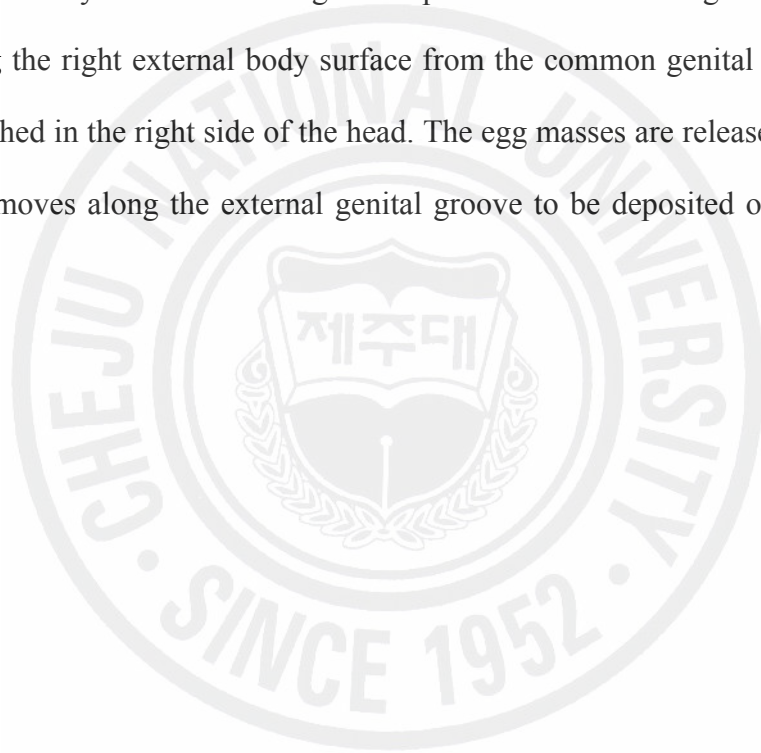 g the right external body surface from the common genital
hed in the right side of the head. The egg masses are release
moves along the external genital groove to be deposited o
CHEJU NATIONAL UNIVERSITY
제주대
· SINCE 1952 ·